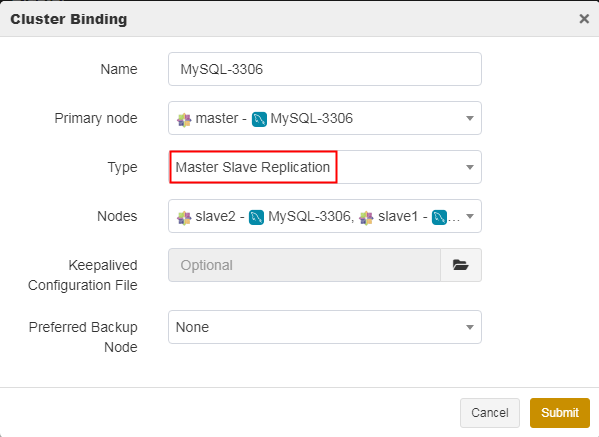 Cluster Binding
Name MySQL-3306
Primary node master - MySQL-3306
Type Master Slave Replication
Nodes slave2 - MySQL-3306, slave1 - ...
Keepalived Optional
Configuration File
Preferred Backup None
Node
Cancel Submit